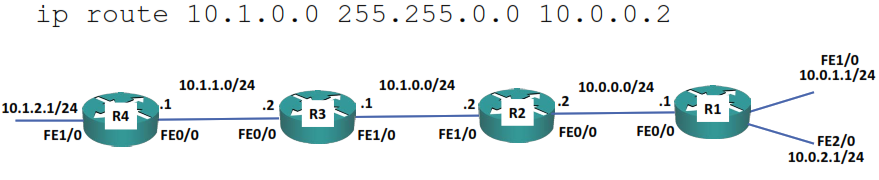 ip route 10.1.0.0 255.255.0.0 10.0.0.2
FE1/0
10.0.1.1/24
10.1.1.0/24 10.1.0.0/24 10.0.0.0/24
10.1.2.1/24 R4 .1 .2 R3 .1 .2 R2 .2 .1 R1
FE1/0 FE0/0 FE0/0 FE1/0 FE1/0 FE0/0 FE0/0 FE2/0
10.0.2.1/24